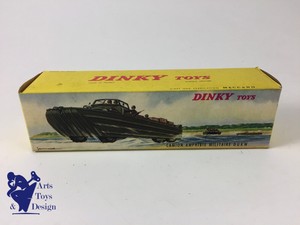 DINKY TOYS
DINKY TOYS
CAMION AMPHIBIE MILITAIRE D.U.K.W.
Arts
Toys
& Design